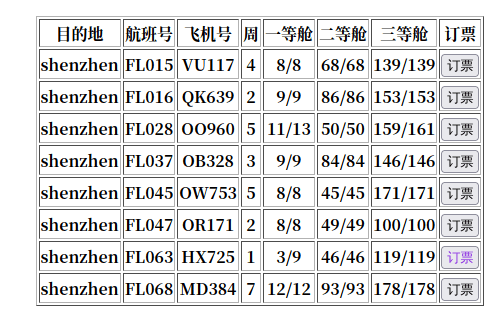 目的地 航班号 飞机号 周 一等舱 二等舱 三等舱 订票
shenzhen FL015 VU117 4 8/8 68/68 139/139 订票
shenzhen FL016 QK639 2 9/9 86/86 153/153 订票
shenzhen FL028 OO960 5 11/13 50/50 159/161 订票
shenzhen FL037 OB328 3 9/9 84/84 146/146 订票
shenzhen FL045 OW753 5 8/8 45/45 171/171 订票
shenzhen FL047 OR171 2 8/8 49/49 100/100 订票
shenzhen FL063 HX725 1 3/9 46/46 119/119 订票
shenzhen FL068 MD384 7 12/12 93/93 178/178 订票